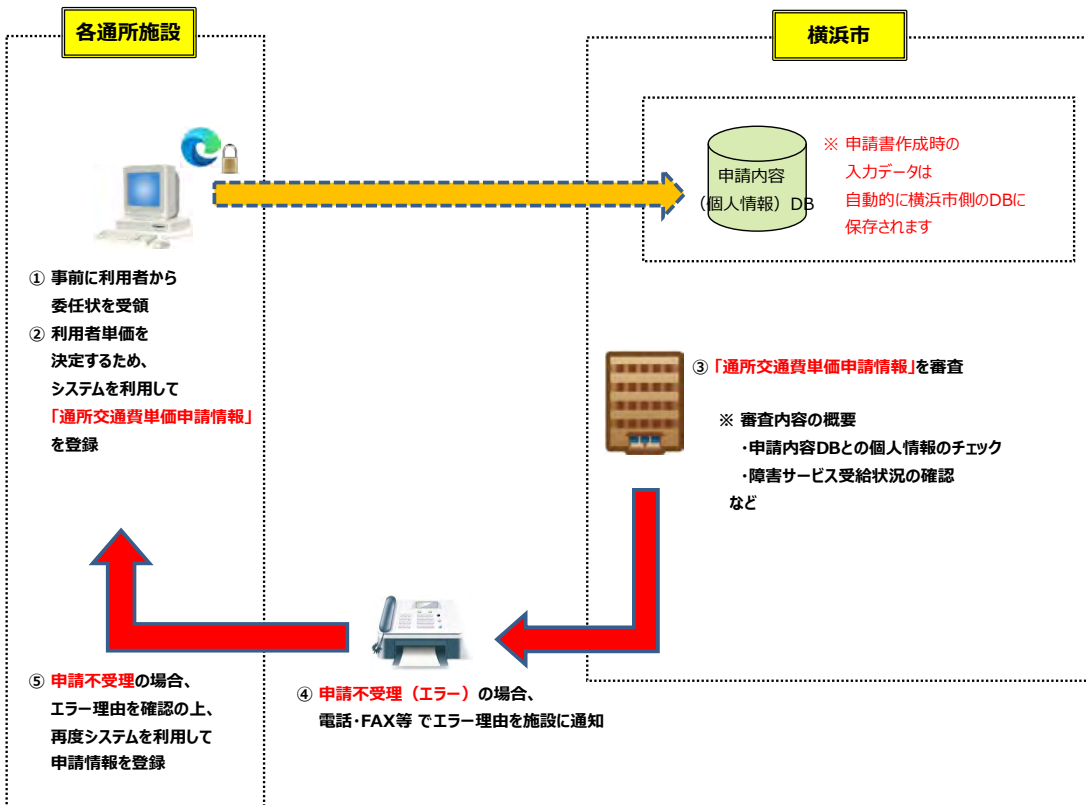 各通所施設
横浜市
申請内容
（個人情報）DB
※ 申請書作成時の
入力データは
自動的に横浜市側のDBに
保存されます
① 事前に利用者から
委任状を受領
② 利用者単価を
決定するため、
システムを利用して
「通所交通費単価申請情報」
を登録
③「通所交通費単価申請情報」を審査
※ 審査内容の概要
・申請内容DBとの個人情報のチェック
・障害サービス受給状況の確認
など
④ 申請不受理（エラー）の場合、
電話・FAX等 でエラー理由を施設に通知
⑤ 申請不受理の場合、
エラー理由を確認の上、
再度システムを利用して
申請情報を登録